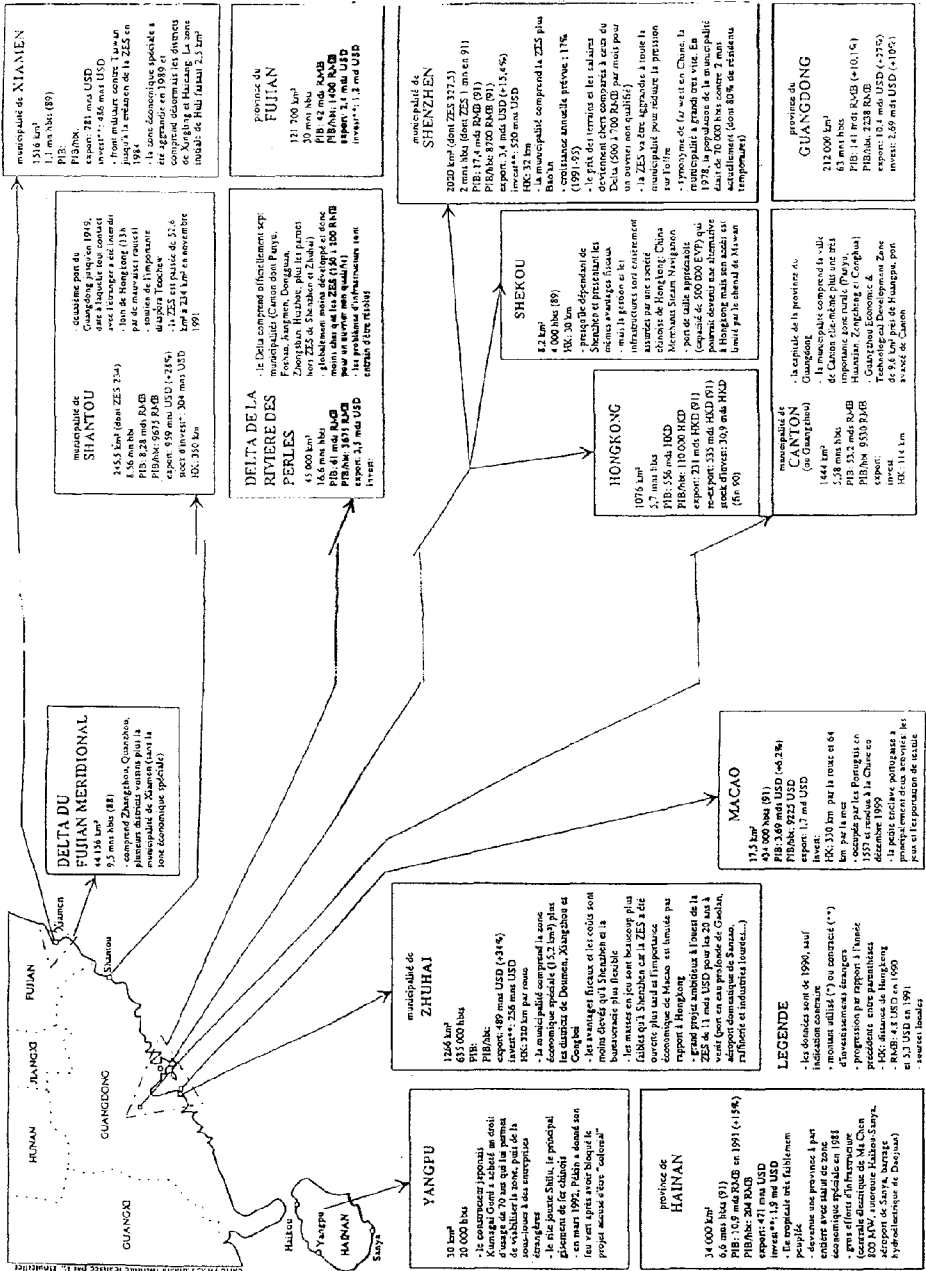 HUNAN
JIANGXI
FUJIAN
GUANGXI
GUANGDONG
Xiamen
Shantou
Haikou
Yangpu
HAINAN
Sanya
DELTA DU
FUJIAN MERIDIONAL
44 156 km²
9,5 mns hbts (88)
- comprend Zhangzhou, Quanzhou,
plusieurs districts voisins plus la
municipalité de Xiamen (sans la
zone économique spéciale)
municipalité de
XIAMEN
1516 km²
1,1 mn hbts (89)
PIB:
PIB/hbt:
export: 781 mns USD
invest**: 486 mns USD
- front militaire contre Taiwan
jusqu'à la création de la ZES en
1984
- la zone économique spéciale a
été aggrandie en 1989 et
comprend désormais les districts
de Xingling et Haicang. La zone
initiale de Huli faisait 2,5 km²
municipalité de
SHANTOU
245,5 km² (dont ZES 234)
8,56 mn hbt
PIB: 8,28 mds RMB
PIB/hbt: 9675 RMB
export: 959 mns USD (+28%)
stock d'invest*: 304 mns USD
HK: 350 km
- deuxième port du
Guangdong jusqu'en 1949,
date à laquelle tout contact
avec l'étranger a été interdit
- loin de Hongkong (13h
par de mauvaises routes)
- soutien de l'importante
diaspora Teochew
- la ZES est passée de 52,6
km² à 234 km² en novembre
1991
province du
FUJIAN
121 700 km²
30 mns hbt
PIB: 42 mds RMB
PIB/hbt: 1400 RMB
export: 2,4 mds USD
invest**: 1,2 md USD
DELTA DE LA
RIVIERE DES
PERLES
45 000 km²
16,6 mns hbts
PIB: 61 mds RMB
PIB/hbt: 3675 RMB
export: 3,8 mds USD
invest:
- le Delta comprend officiellement sept
municipalités (Canton dont Panyu,
Foshan, Jiangmen, Dongguan,
Zhongshan, Huizhou, plus les parties
hors ZES de Shenzhen et Zhuhai)
- globalement moins développé et donc
moins cher que les ZES (150 à 200 RMB
pour un ouvrier non qualifié)
- les problèmes d'infrastructure sont
entrain d'être résolus
municipalité de
SHENZHEN
2020 km² (dont ZES 327,5)
2 mns hbts (dont ZES 1 mn en 91)
PIB: 17,4 mds RMB (91)
PIB/hbt: 8700 RMB (91)
export: 3,4 mds USD (+15,4%)
invest**: 520 mns USD
HK: 32 km
- la municipalité comprend la ZES plus
Bao'an
- croissance annuelle prévue : 17%
(1991-95)
- le prix des terrains et les salaires
deviennent chers comparés à ceux du
Delta (500 à 700 RMB par mois pour
un ouvrier non qualifié)
- la ZES va être aggrandie à toute la
municipalité pour réduire la pression
sur l'offre
- synonyme de far west en Chine, la
municipalité a grandi très vite. En
1978, la population de la municipalité
était de 70 000 hbts contre 2 mns
actuellement (dont 80% de résidents
temporaires)
SHEKOU
8,2 km²
4 000 hbts (89)
HK: 30 km
- presqu'île dépendant de
Shenzhen et présentant les
mêmes avantages fiscaux
- mais la gestion et les
infrastructures sont entièrement
assurées par une société
chinoise de Hongkong: China
Merchants Steam Navigation
- port de taille appréciable
(capacité de 500 000 EVP) qui
pourrait devenir une alternative
à Hongkong mais son accès est
limité par le chenal de Mawan
HONGKONG
1076 km²
5,7 mns hbts
PIB: 556 mds HKD
PIB/hbt: 110 000 HKD
export: 231 mds HKD (91)
re-export: 535 mds HKD (91)
stock d'invest: 30,9 mds HKD
(fin 90)
municipalité de
CANTON
(ou Guangzhou)
1444 km²
5,58 mns hbts
PIB: 53,2 mds RMB
PIB/hbt: 9530 RMB
export:
invest:
HK: 114 km
- la capitale de la province du
Guangdong
- la municipalité comprend la ville
de Canton elle-même plus une très
importante zone rurale (Panyu,
Huaxian, Zengcheng et Conghua)
- Guangzhou Economic &
Technological Development Zone
de 9,6 km² près de Huangpu, port
avancé de Canton
province du
GUANGDONG
212 000 km²
63 mns hbts
PIB: 141 mds RMB (+10,1%)
PIB/hbt: 2238 RMB
export: 10,4 mds USD (+27%)
invest: 2,69 mds USD (+10%)
MACAO
17,5 km²
434 000 hbts (91)
PIB: 3,69 mds USD (+6,2%)
PIB/hbt: 9225 USD
export: 1,7 md USD
invest:
HK: 330 km par la route et 64
km par la mer
- occupée par les Portugais en
1557 et rendue à la Chine en
décembre 1999
- la petite enclave portugaise a
principalement deux activités: les
jeux et l'exportation de textile
municipalité de
ZHUHAI
1266 km²
635 000 hbts
PIB:
PIB/hbt:
export: 489 mns USD (+34%)
invest**: 256 mns USD
HK: 320 km par route
- la municipalité comprend la zone
économique spéciale (15,2 km²) plus
les districts de Doumen, Xiangzhou et
Gongbei
- les avantages fiscaux et les coûts sont
moins élevés qu'à Shenzhen et la
bureaucratie plus flexible
- les masses en jeu sont beaucoup plus
faibles qu'à Shenzhen car la ZES a été
ouverte plus tard et l'importance
économique de Macao est limitée par
rapport à Hongkong
- grand projet ambitieux à l'ouest de la
ZES de 11 mds USD pour les 20 ans à
venir (port en eau profonde de Gaolan,
aéroport domestique de Sanzao,
raffinerie et industries lourdes...)
YANGPU
30 km²
20 000 hbts
- le constructeur japonais
Kumagai Gumi a acheté un droit
d'usage de 70 ans qui lui permet
de viabiliser la zone, puis de la
sous-louer à des entreprises
étrangères
- le site jouxte Shilu, le principal
gisement de fer chinois
- en mars 1992, Pékin a donné son
feu vert après avoir bloqué le
projet accusé d'être "colonial"
province de
HAINAN
34 000 km²
6,6 mns hbts (91)
PIB: 10,9 mds RMB en 1991 (+15%)
PIB/hbt: 204 RMB
export: 471 mns USD
invest**: 1,9 md USD
- île tropicale très faiblement
peuplée
- devenue une province à part
entière avec statut de zone
économique spéciale en 1988
- gros efforts d'infrastructure
(centrale électrique de Ma Chen
800 MW, autoroute Haikou-Sanya,
aéroport de Sanya, barrage
hydroélectrique de Daejuan)
LEGENDE
- les données sont de 1990, sauf
indication contraire
- montant utilisé (*) ou contracté (**)
d'investissements étrangers
- progression par rapport à l'année
précédente entre parenthèses
- HK: distance de Hongkong
- RMB: 4,8 USD en 1990
et 5,3 USD en 1991
- sources locales